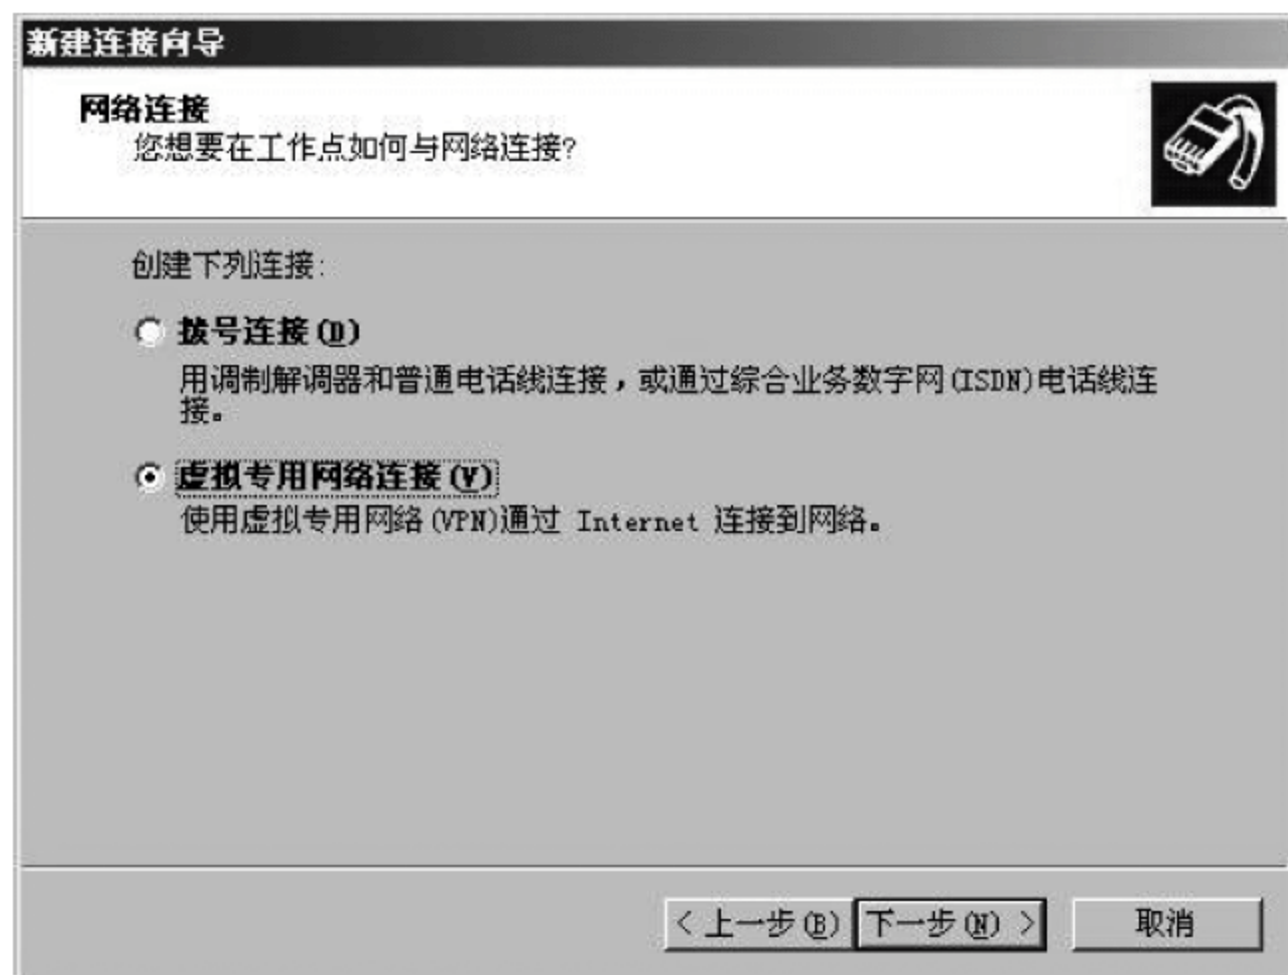 新建连接向导
网络连接
您想要在工作点如何与网络连接?
创建下列连接:
拨号连接(D)
用调制解调器和普通电话线连接，或通过综合业务数字网(ISDN)电话线连
接。
虚拟专用网络连接(V)
使用虚拟专用网络(VPN)通过 Internet 连接到网络。
< 上一步(B) 下一步(N) > 取消